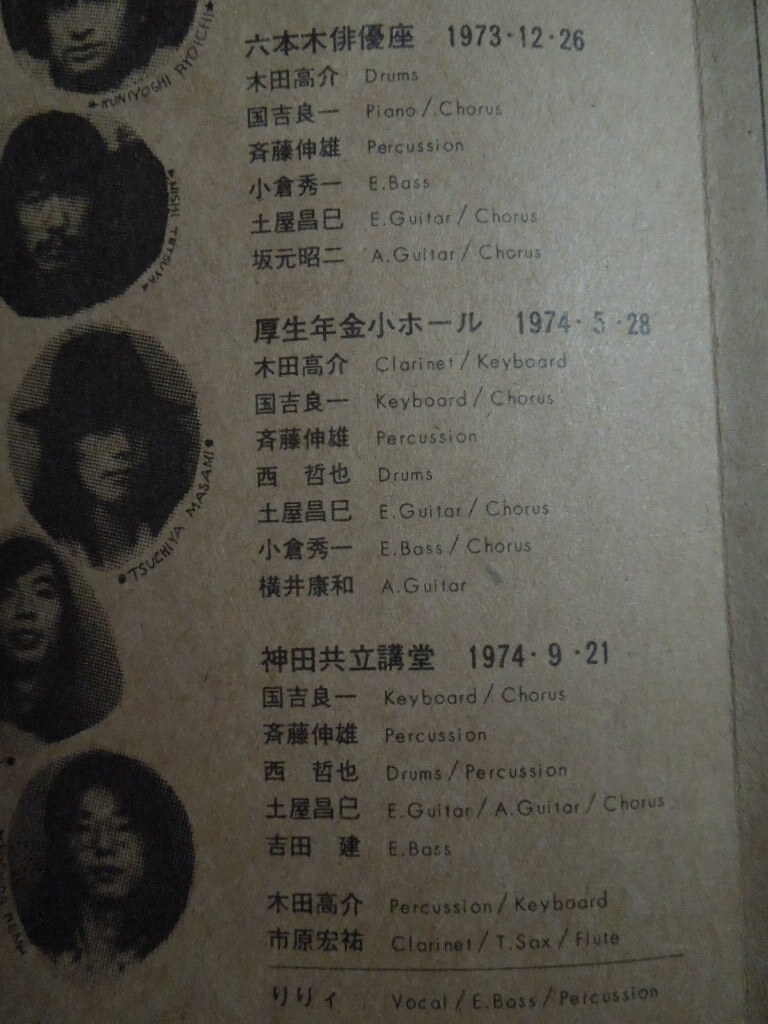 六本木俳優座 1973・12・26
木田高介 Drums
国吉良一 Piano / Chorus
斉藤伸雄 Percussion
小倉秀一 E.Bass
土屋昌巳 E.Guitar / Chorus
坂元昭二 A.Guitar / Chorus
厚生年金小ホール 1974・5・28
木田高介 Clarinet / Keyboard
国吉良一 Keyboard / Chorus
斉藤伸雄 Percussion
西 哲也 Drums
土屋昌巳 E.Guitar / Chorus
小倉秀一 E.Bass / Chorus
横井康和 A.Guitar
神田共立講堂 1974・9・21
国吉良一 Keyboard / Chorus
斉藤伸雄 Percussion
西 哲也 Drums / Percussion
土屋昌巳 E.Guitar / A.Guitar / Chorus
吉田 建 E.Bass
木田高介 Percussion / Keyboard
市原宏祐 Clarinet / T.Sax / Flute
りりィ Vocal / E.Bass / Percussion
KUNIYOSHI RYOICHI
NISHI TETSUYA
TSUCHIYA MASAMI